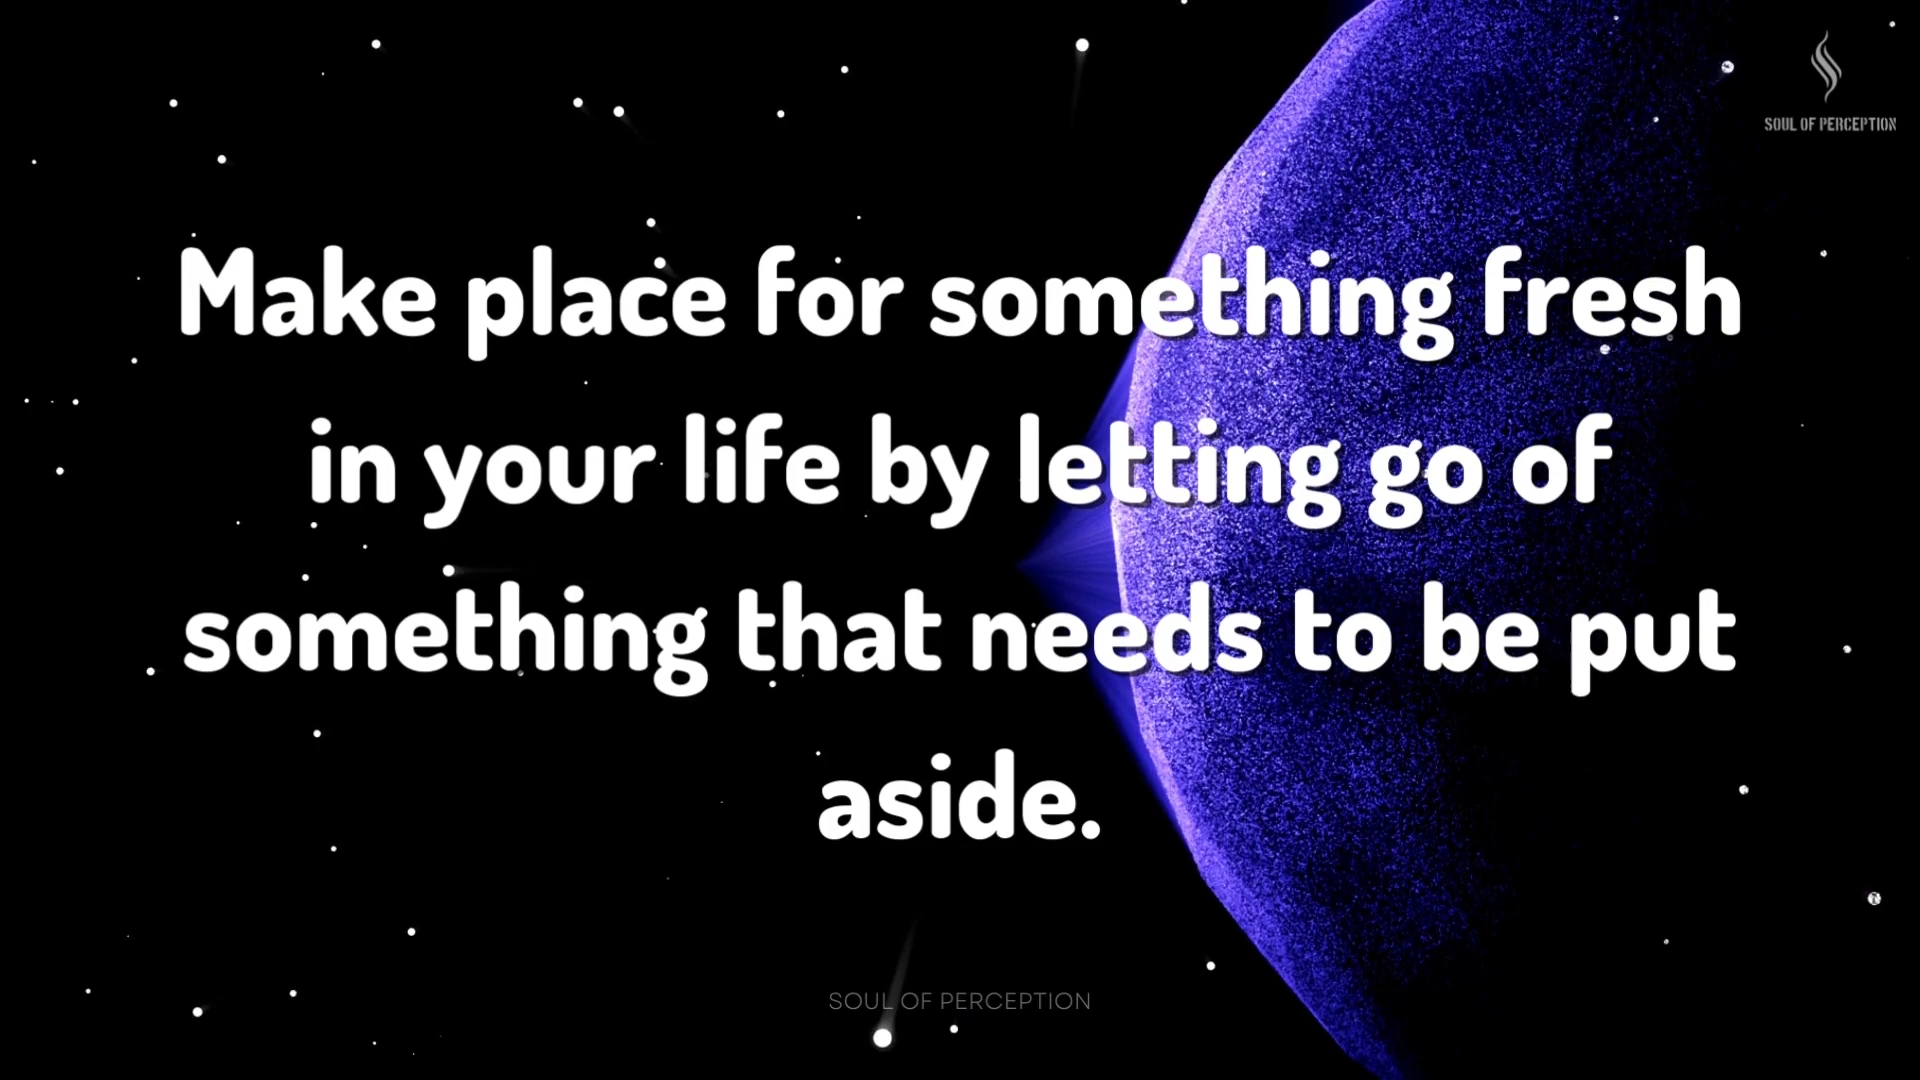 SOUL OF PERCEPTION
Make place for something fresh
in your life by letting go of
something that needs to be put
aside.
SOUL OF PERCEPTION